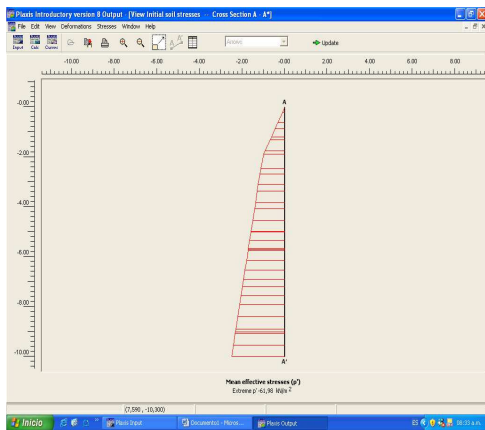 Plaxis Introductory version 8 Output - [View Initial soil stresses - Cross Section A - A*]
File Edit View Deformations Stresses Window Help
Input Calc Curves
Arrows
Update
-10.00 -8.00 -6.00 -4.00 -2.00 -0.00 2.00 4.00 6.00 8.00
-0.00
-2.00
-4.00
-6.00
-8.00
-10.00
A
A'
Mean effective stresses (p')
Extreme p' -61,98 kN/m 2
(7,590 , -10,300)
Inicio
Plaxis Input
Documento1 - Micros...
Plaxis Output
ES
08:33 a.m.